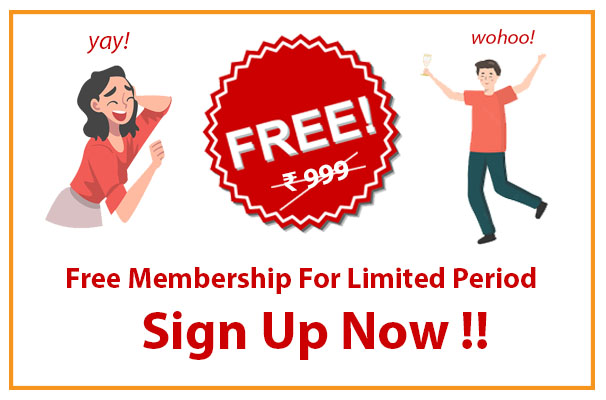 yay!
wohoo!
FREE!
₹ 999
Free Membership For Limited Period
Sign Up Now !!